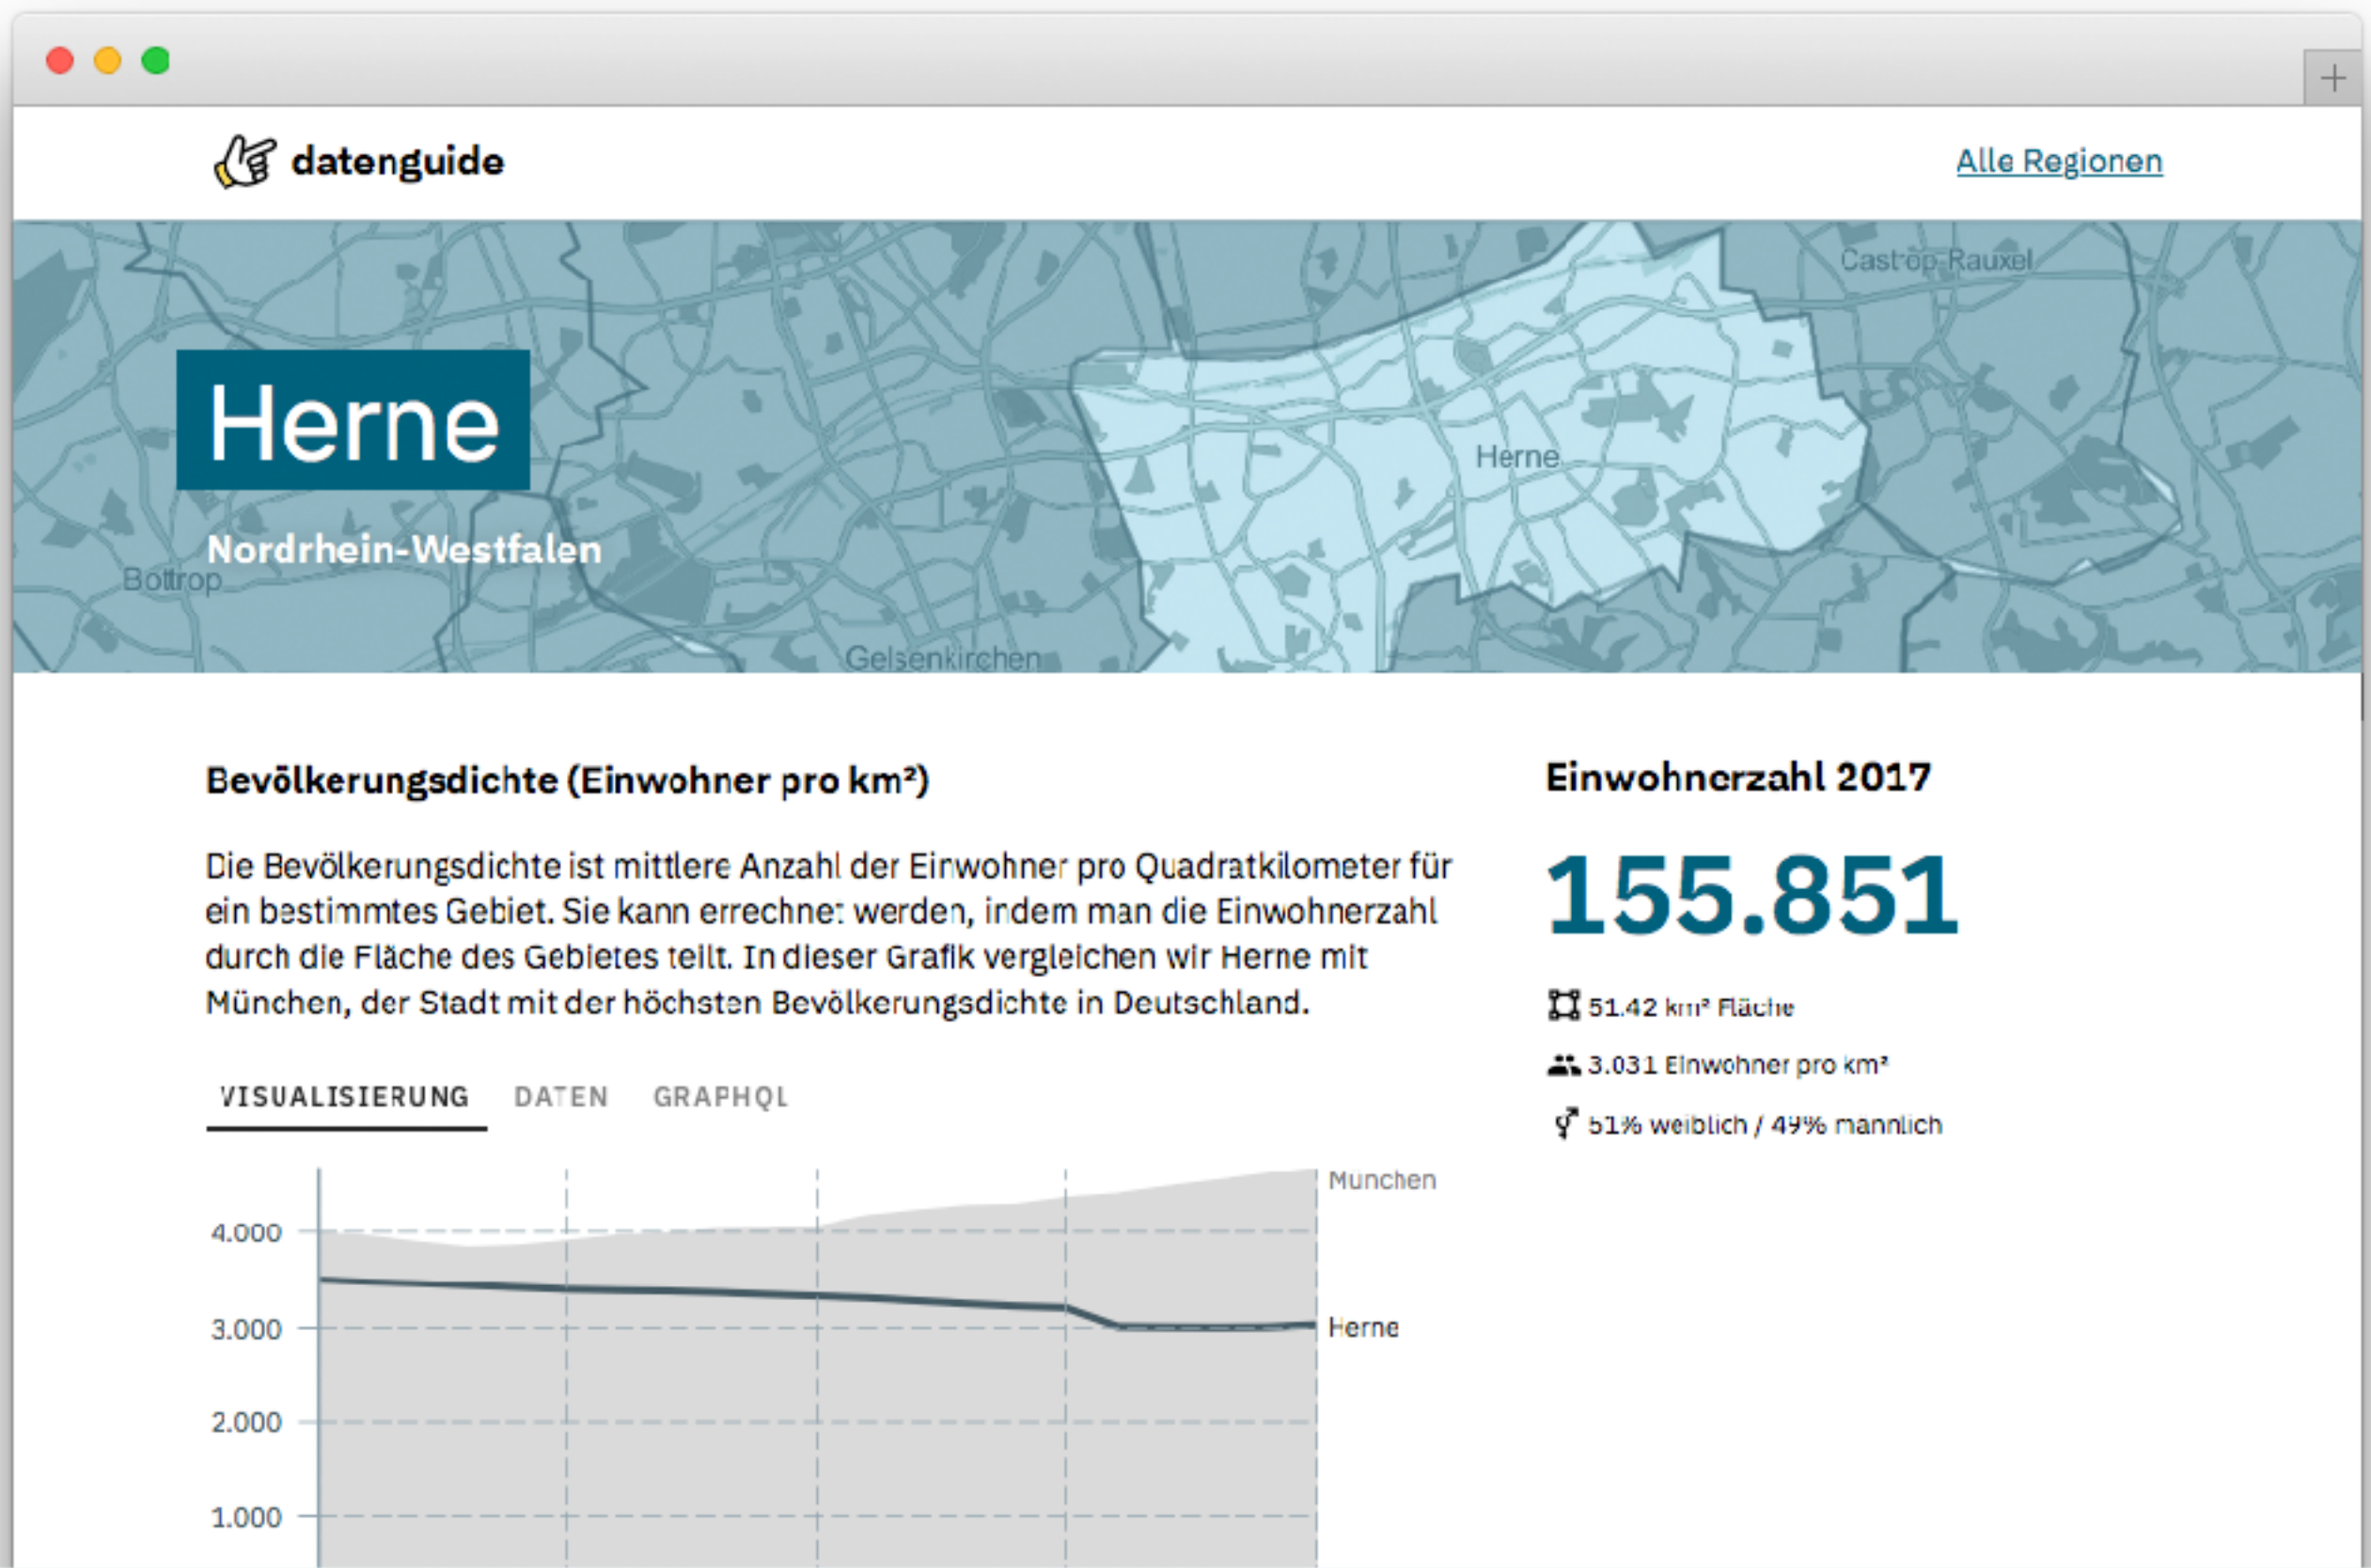 datenguide
Alle Regionen
Castrop-Rauxel
Herne
Herne
Nordrhein-Westfalen
Bottrop
Gelsenkirchen
Bevölkerungsdichte (Einwohner pro km²)
Die Bevölkerungsdichte ist mittlere Anzahl der Einwohner pro Quadratkilometer für
ein bestimmtes Gebiet. Sie kann errechnet werden, indem man die Einwohnerzahl
durch die Fläche des Gebietes teilt. In dieser Grafik vergleichen wir Herne mit
München, der Stadt mit der höchsten Bevölkerungsdichte in Deutschland.
VISUALISIERUNG DATEN GRAPHQL
München
4.000
3.000
Herne
2.000
1.000
Einwohnerzahl 2017
155.851
51.42 km² Fläche
3.031 Einwohner pro km²
51% weiblich / 49% männlich